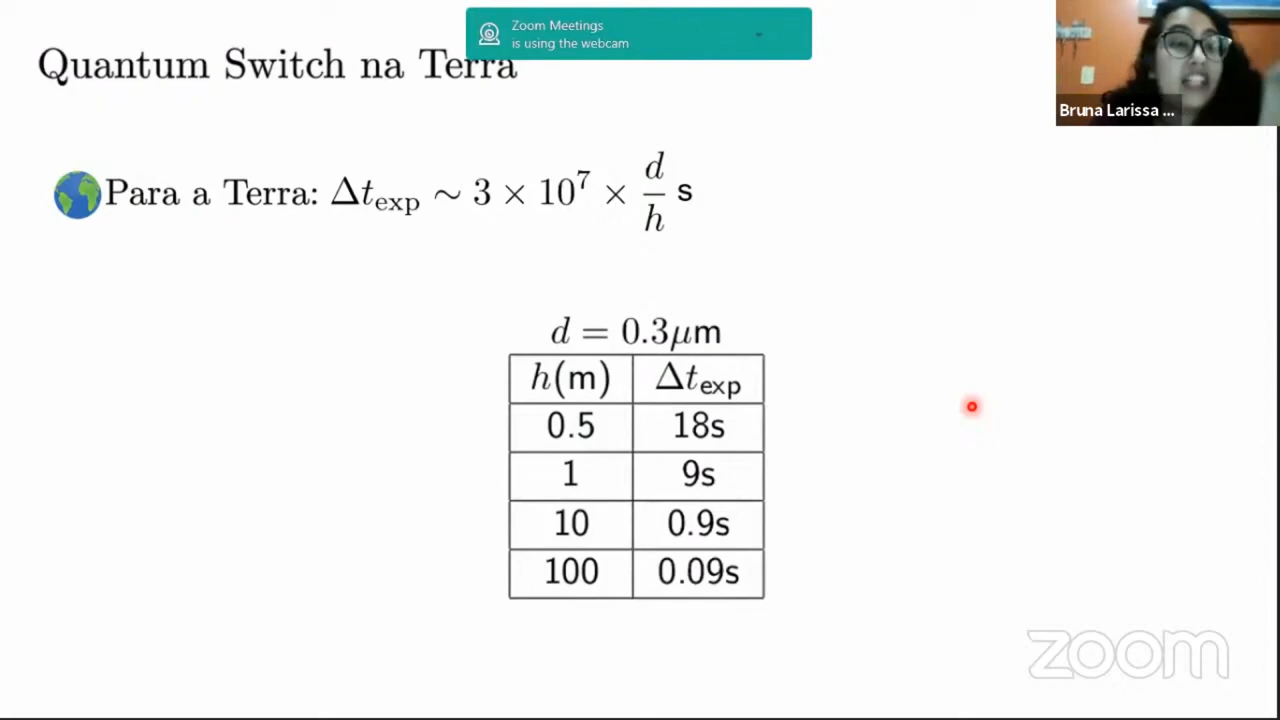 Zoom Meetings
is using the webcam
Quantum Switch na Terra
Bruna Larissa ...
Para a Terra: Δt_exp ∼ 3 × 10^7 × d/h s
d = 0.3μm
h(m) Δt_exp
0.5 18s
1 9s
10 0.9s
100 0.09s
zoom